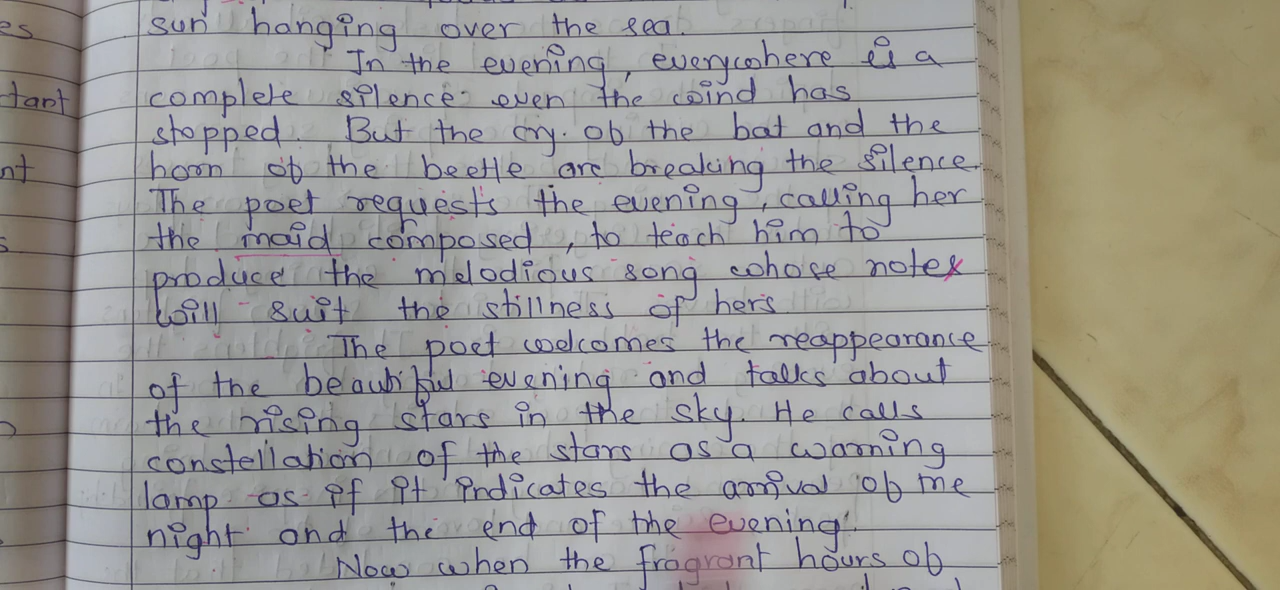 es
sun hanging over the sea.
In the evening, everywhere is a
tant
complete silence. even the wind has
stopped. But the cry of the bat and the
nt
horn of the beetle are breaking the silence.
The poet requests the evening, calling her
s
the maid composed, to teach him to
produce the melodious song whose notes
will suit the stillness of hers
The poet welcomes the reappearance
of the beautiful evening and talks about
the rising stars in the sky. He calls
constellation of the stars as a warning
lamp as if it indicates the arrival of the
night and the end of the evening.
Now when the fragrant hours of